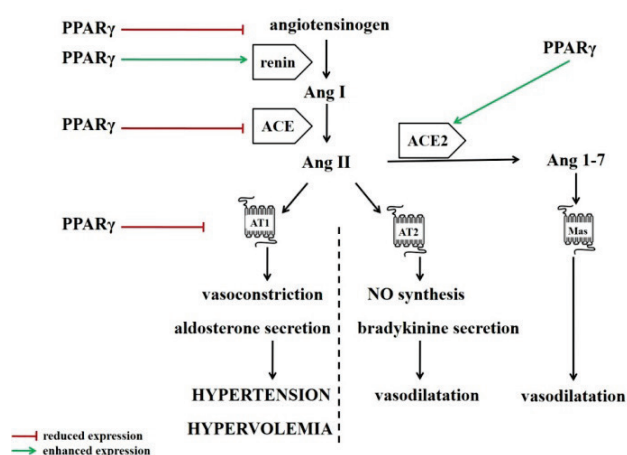 PPARγ
angiotensinogen
PPARγ
renin
PPARγ
Ang I
PPARγ
ACE
ACE2
Ang II
Ang 1-7
PPARγ
AT1
AT2
Mas
vasoconstriction
NO synthesis
aldosterone secretion
bradykinine secretion
HYPERTENSION
vasodilatation
vasodilatation
HYPERVOLEMIA
reduced expression
enhanced expression